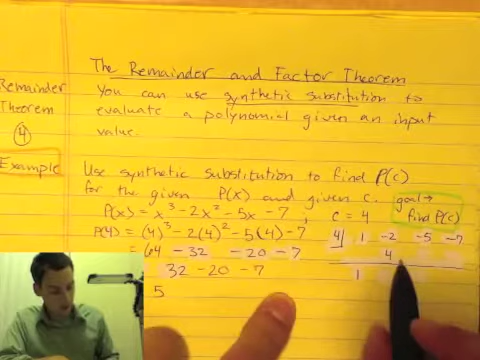 The Remainder and Factor Theorem
You can use synthetic substitution to
evaluate a polynomial given an input
value.
Remainder
Theorem
4
Example
Use synthetic substitution to find P(c)
for the given P(x) and given c.
goal→
find P(c)
P(x) = x³ - 2x² - 5x - 7 ; c = 4
P(4) = (4)³ - 2(4)² - 5(4) - 7
= 64 - 32 - 20 - 7
32 - 20 - 7
5
4 1 -2 -5 -7
4
1